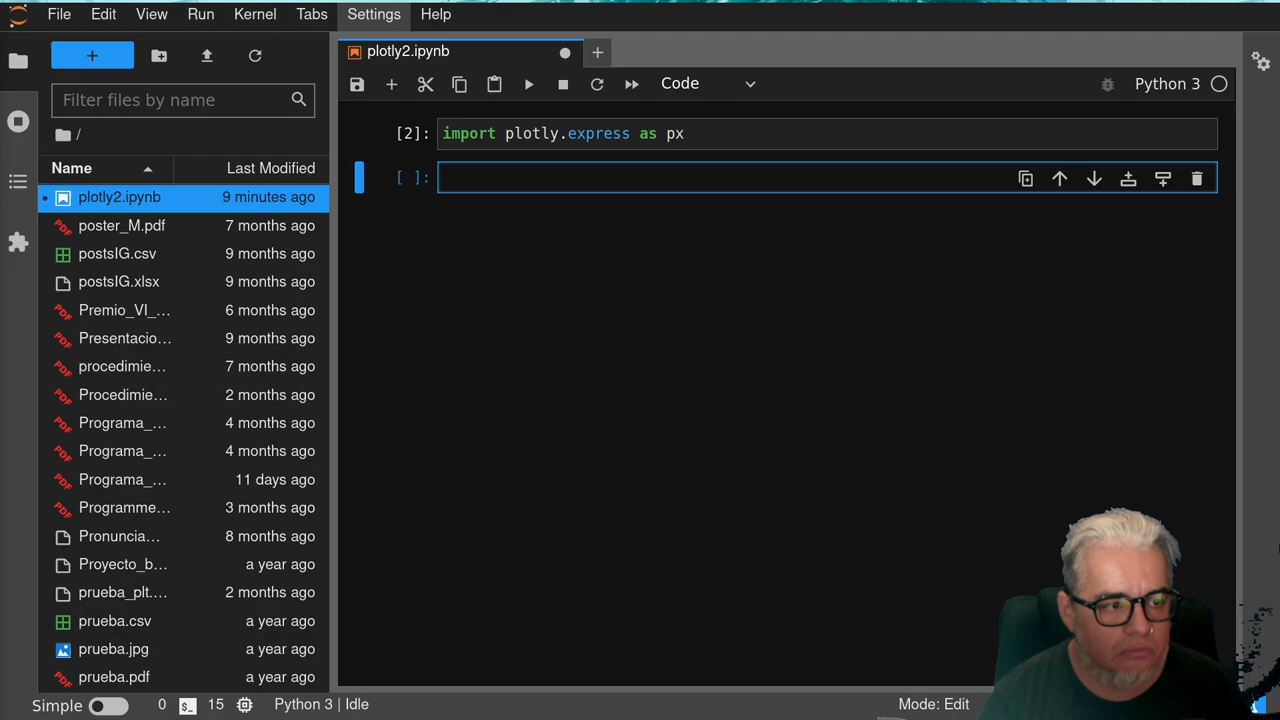 File Edit View Run Kernel Tabs Settings Help
plotly2.ipynb
Code
Python 3
Filter files by name
/
Name Last Modified
plotly2.ipynb 9 minutes ago
poster_M.pdf 7 months ago
postsIG.csv 9 months ago
postsIG.xlsx 9 months ago
Premio_VI_... 6 months ago
Presentacio... 9 months ago
procedimie... 7 months ago
Procedimie... 2 months ago
Programa_... 4 months ago
Programa_... 4 months ago
Programa_... 11 days ago
Programme... 3 months ago
Pronuncia... 8 months ago
Proyecto_b... a year ago
prueba_plt.... 2 months ago
prueba.csv a year ago
prueba.jpg a year ago
prueba.pdf a year ago
[2]: import plotly.express as px
[ ]:
Simple 0 $_ 15 Python 3 | Idle Mode: Edit